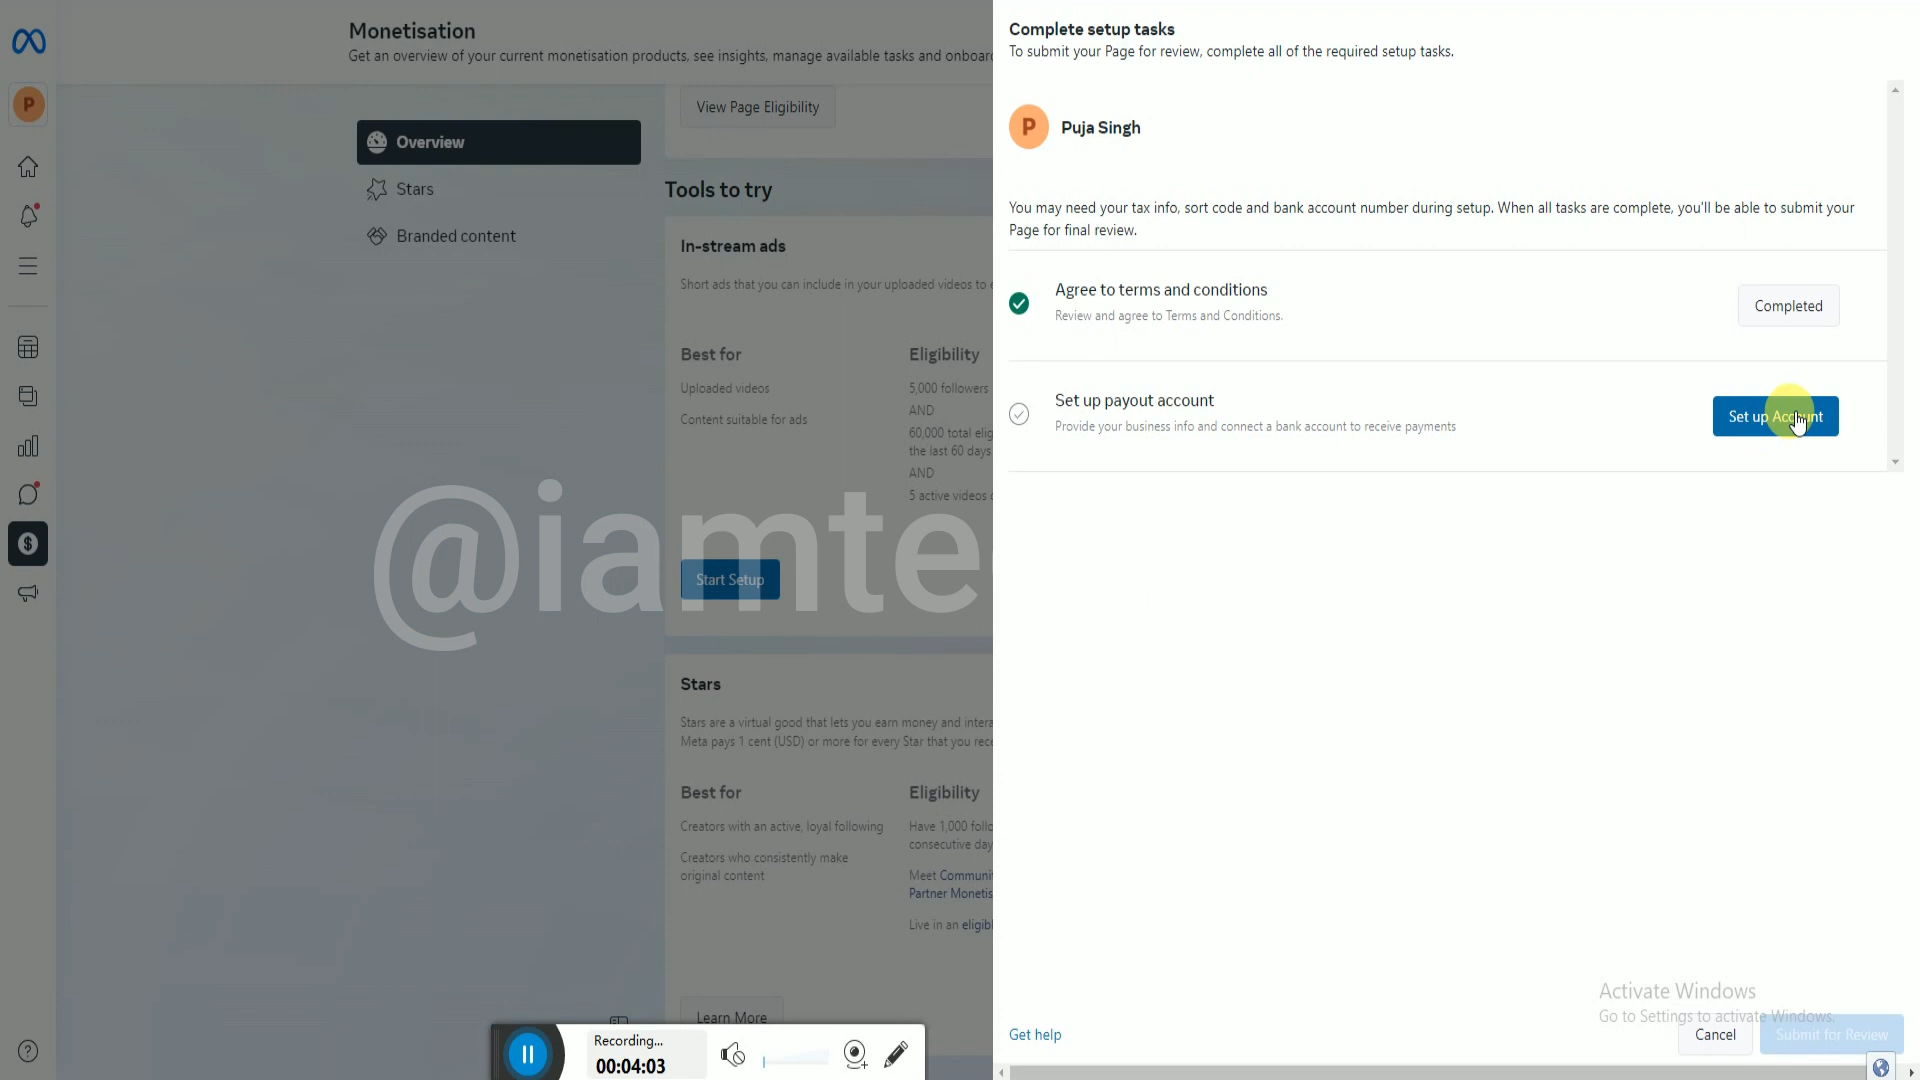 Monetisation
Get an overview of your current monetisation products, see insights, manage available tasks and
P
View Page Eligibility
Overview
Stars
Branded content
Tools to try
In-stream ads
Short ads that you can include in your uploaded videos to
Best for
Eligibility
Uploaded videos
5,000 followers
Content suitable for ads
AND
60,000 total
the last 60 days
AND
5 active videos
@iamte
Start Setup
Stars
Stars are a virtual good that lets you earn money and
Meta pays 1 cent (USD) or more for every Star that you
Best for
Eligibility
Creators with an active, loyal following
Have 1,000
consecutive
Creators who consistently make
original content
Meet
Partner
Live in an
Learn More
Recording...
00:04:03
Complete setup tasks
To submit your Page for review, complete all of the required setup tasks.
P
Puja Singh
You may need your tax info, sort code and bank account number during setup. When all tasks are complete, you'll be able to submit your
Page for final review.
Agree to terms and conditions
Review and agree to Terms and Conditions.
Completed
Set up payout account
Provide your business info and connect a bank account to receive payments
Set up Account
Activate Windows
Go to Settings to activate Windows.
Get help
Cancel
Submit for Review